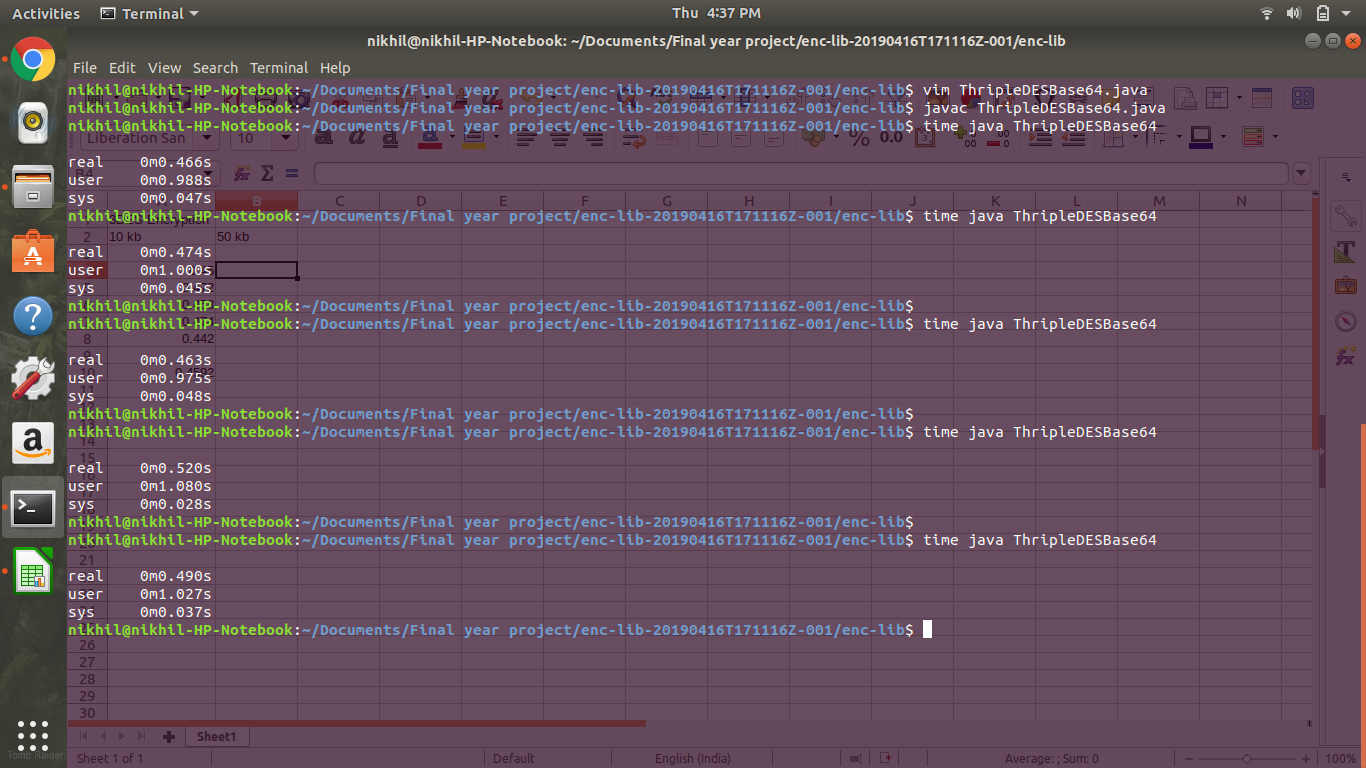 Activities Terminal Thu 4:37 PM
nikhil@nikhil-HP-Notebook: ~/Documents/Final year project/enc-lib-20190416T171116Z-001/enc-lib
File Edit View Search Terminal Help
nikhil@nikhil-HP-Notebook:~/Documents/Final year project/enc-lib-20190416T171116Z-001/enc-lib$ vim ThripleDESBase64.java
nikhil@nikhil-HP-Notebook:~/Documents/Final year project/enc-lib-20190416T171116Z-001/enc-lib$ javac ThripleDESBase64.java
nikhil@nikhil-HP-Notebook:~/Documents/Final year project/enc-lib-20190416T171116Z-001/enc-lib$ time java ThripleDESBase64
Liberation San 10
real 0m0.466s
user 0m0.988s
sys 0m0.047s
B C D E F G H I J K L M N
nikhil@nikhil-HP-Notebook:~/Documents/Final year project/enc-lib-20190416T171116Z-001/enc-lib$ time java ThripleDESBase64
2 10 kb 50 kb
real 0m0.474s
user 0m1.000s
sys 0m0.045s
nikhil@nikhil-HP-Notebook:~/Documents/Final year project/enc-lib-20190416T171116Z-001/enc-lib$
nikhil@nikhil-HP-Notebook:~/Documents/Final year project/enc-lib-20190416T171116Z-001/enc-lib$ time java ThripleDESBase64
8 0.442
real 0m0.463s
user 0m0.975s
sys 0m0.048s
nikhil@nikhil-HP-Notebook:~/Documents/Final year project/enc-lib-20190416T171116Z-001/enc-lib$
nikhil@nikhil-HP-Notebook:~/Documents/Final year project/enc-lib-20190416T171116Z-001/enc-lib$ time java ThripleDESBase64
14
15
real 0m0.520s
user 0m1.080s
sys 0m0.028s
nikhil@nikhil-HP-Notebook:~/Documents/Final year project/enc-lib-20190416T171116Z-001/enc-lib$
nikhil@nikhil-HP-Notebook:~/Documents/Final year project/enc-lib-20190416T171116Z-001/enc-lib$ time java ThripleDESBase64
21
real 0m0.490s
user 0m1.027s
sys 0m0.037s
nikhil@nikhil-HP-Notebook:~/Documents/Final year project/enc-lib-20190416T171116Z-001/enc-lib$
26
27
28
29
30
Sheet1
Tomb Raider
Sheet 1 of 1 Default English (India) Average: ; Sum: 0 100%